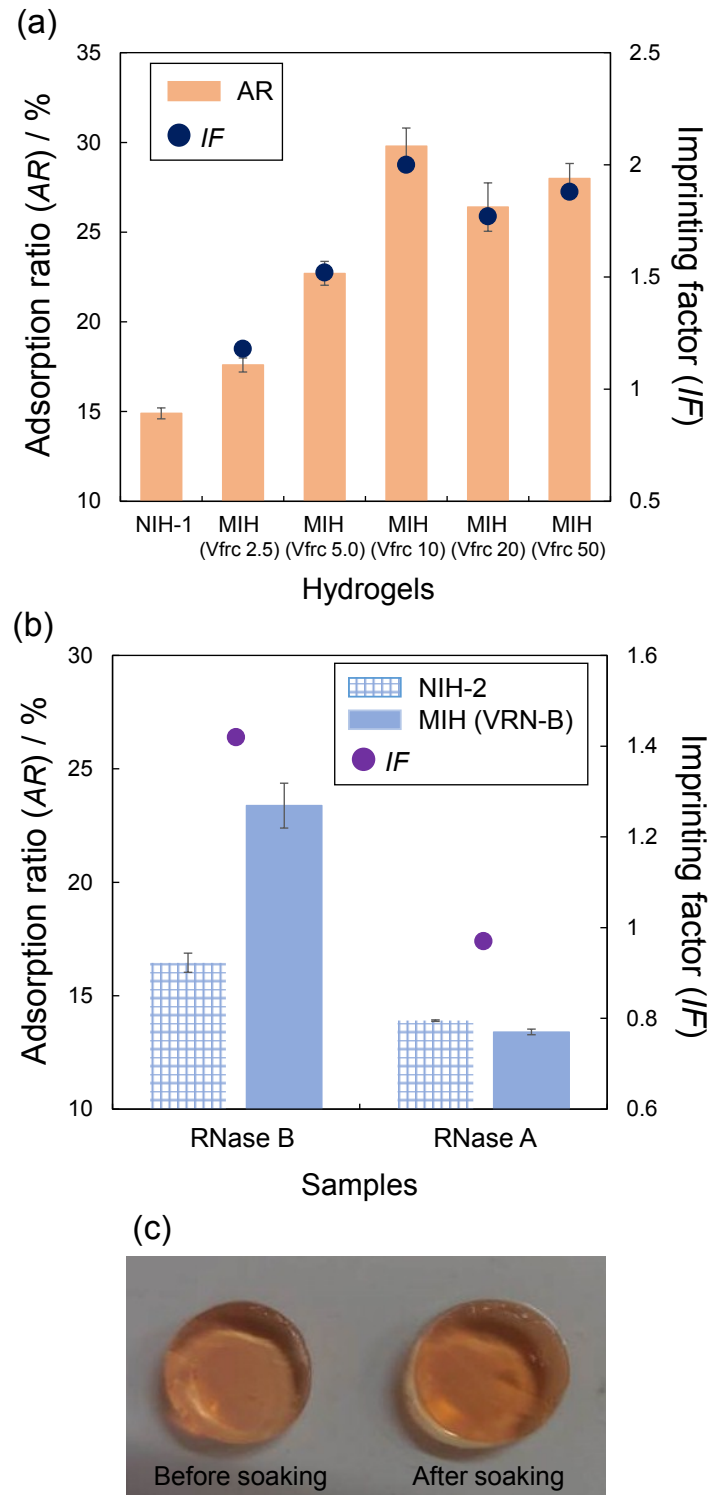 (a)
35
30
25
20
15
10
Adsorption ratio (AR) / %
AR
IF
2.5
2
1.5
1
0.5
Imprinting factor (IF)
NIH-1
MIH
(Vfrc 2.5)
MIH
(Vfrc 5.0)
MIH
(Vfrc 10)
MIH
(Vfrc 20)
MIH
(Vfrc 50)
Hydrogels
(b)
30
25
20
15
10
Adsorption ratio (AR) / %
NIH-2
MIH (VRN-B)
IF
1.6
1.4
1.2
1
0.8
0.6
Imprinting factor (IF)
RNase B
RNase A
Samples
(c)
Before soaking
After soaking